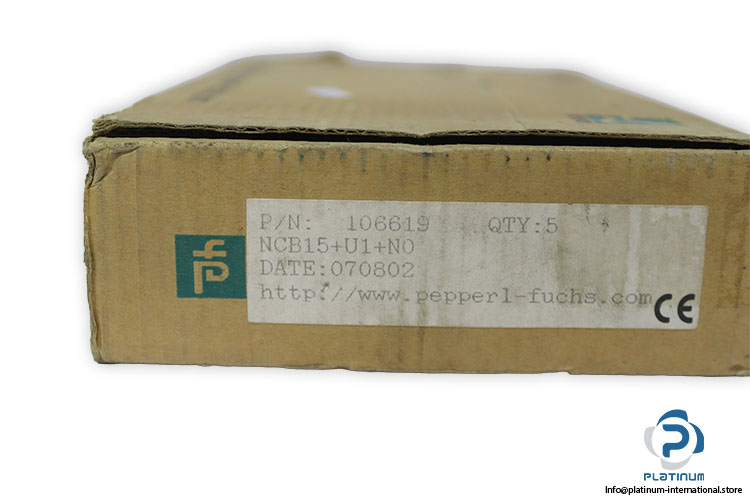 P/N: 106619 QTY:5
NCB15+U1+N0
DATE:070802
http://www.pepperl-fuchs.com
CE
PLATINUM
Info@platinum-international.store